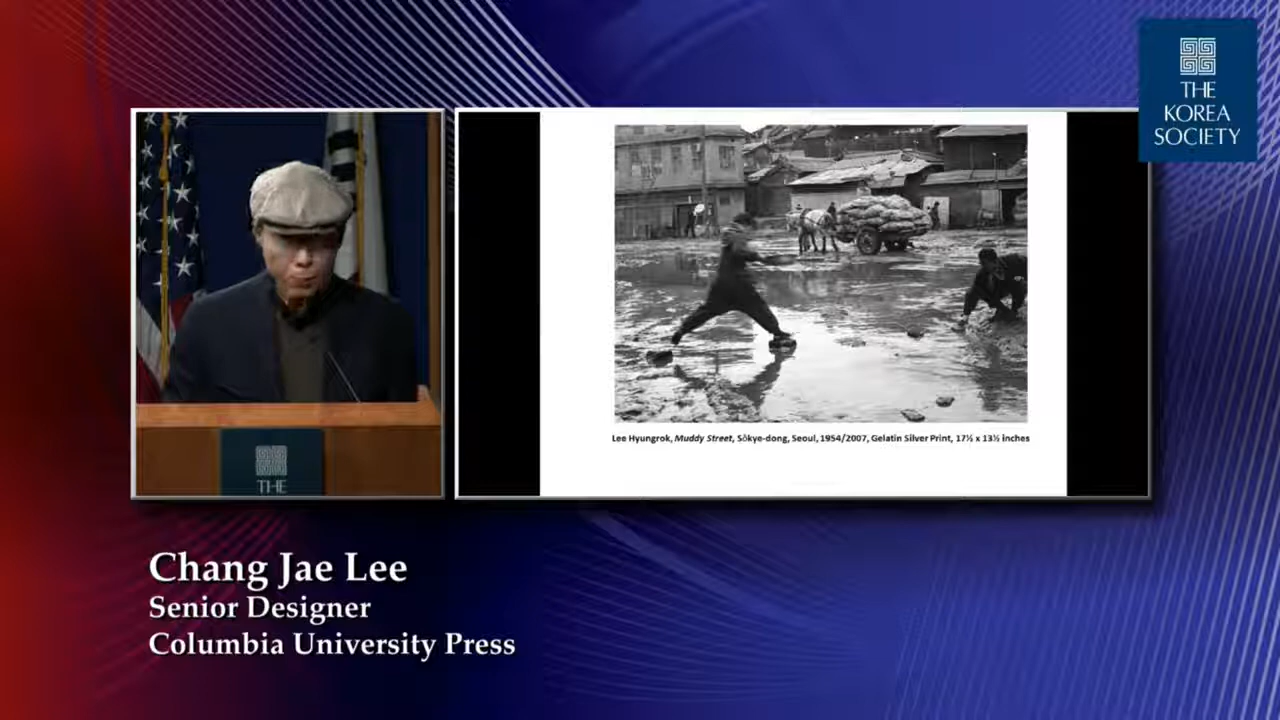 THE
KOREA
SOCIETY
Lee Hyungrok, Muddy Street, Sŏkye-dong, Seoul, 1954/2007, Gelatin Silver Print, 17½ x 13½ inches
THE
Chang Jae Lee
Senior Designer
Columbia University Press